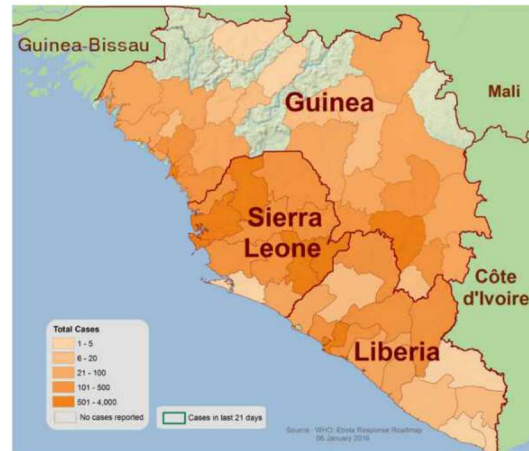 Guinea-Bissau
Mali
Guinea
Sierra
Leone
Côte
d'Ivoire
Liberia
Total Cases
1 - 5
6 - 20
21 - 100
101 - 500
501 - 4,000
No cases reported
Cases in last 21 days
Source: WHO: Ebola Response Roadmap
06 January 2016